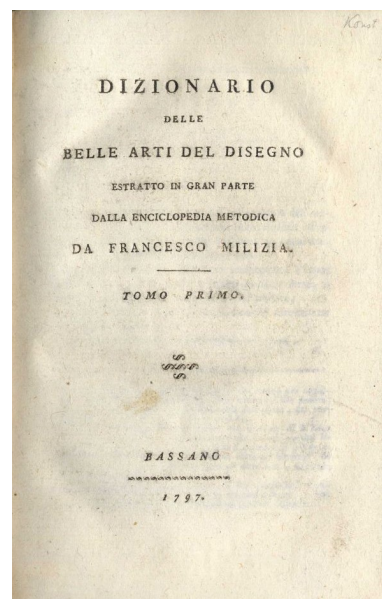 Konst
DIZIONARIO
DELLE
BELLE ARTI DEL DISEGNO
ESTRATTO IN GRAN PARTE
DALLA ENCICLOPEDIA METODICA
DA FRANCESCO MILIZIA.
TOMO PRIMO.
BASSANO
1797.